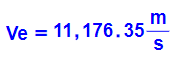 Ve = 11,176.35 m/s